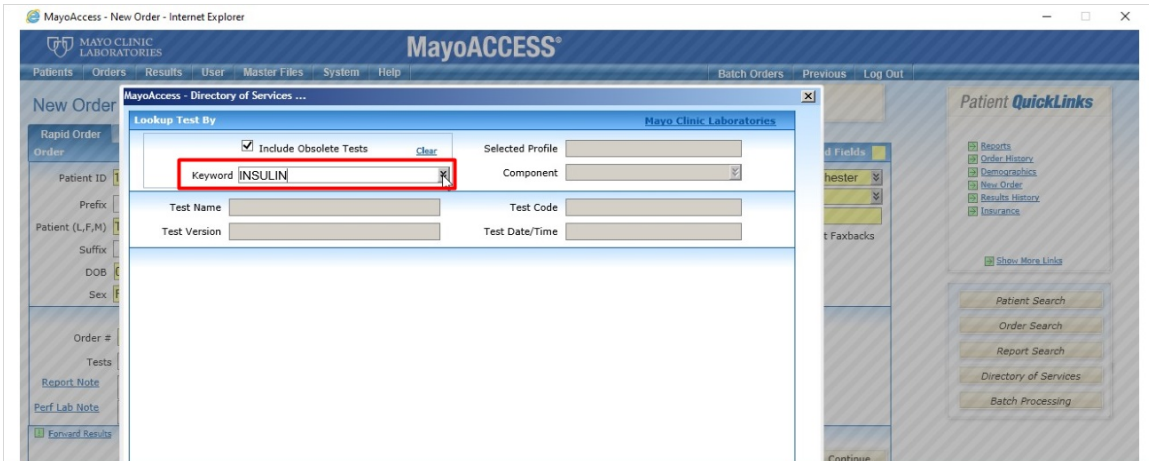 MayoAccess - New Order - Internet Explorer
MAYO CLINIC
LABORATORIES
MayoACCESS®
Patients Orders Results User Master Files System Help Batch Orders Previous Log Out
New Order
MayoAccess - Directory of Services ...
Lookup Test By Mayo Clinic Laboratories
Include Obsolete Tests Clear Selected Profile
Keyword INSULIN Component
Test Name Test Code
Test Version Test Date/Time
Rapid Order
Order
Patient ID
Prefix
Patient (L,F,M)
Suffix
DOB
Sex
Order #
Tests
Report Note
Perf Lab Note
Forward Results
d Fields
hester
t Faxbacks
Continue
Patient QuickLinks
Reports
Order History
Demographics
New Order
Results History
Insurance
Show More Links
Patient Search
Order Search
Report Search
Directory of Services
Batch Processing